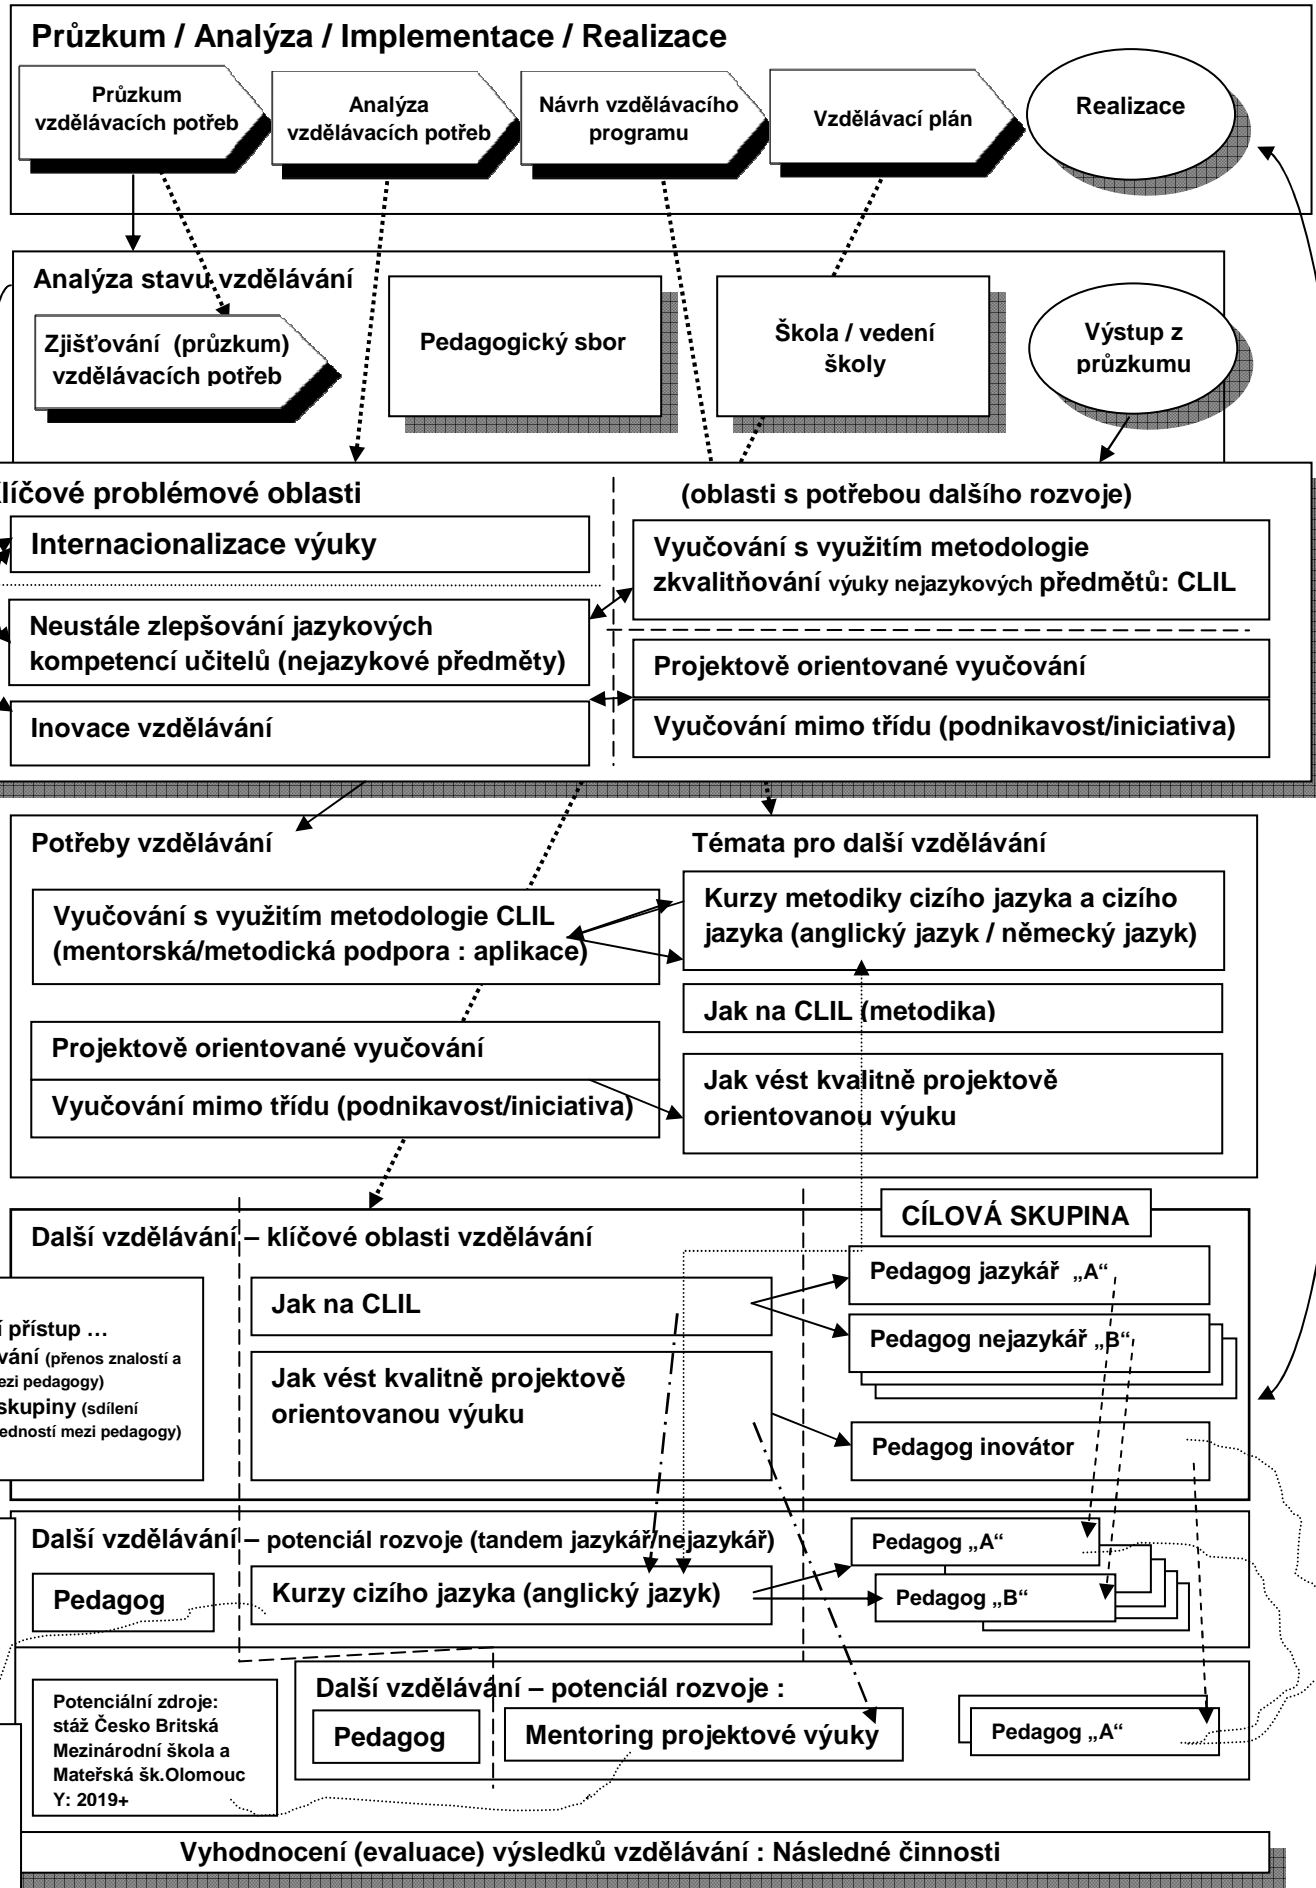 Průzkum / Analýza / Implementace / Realizace
Průzkum
vzdělávacích potřeb
Analýza
vzdělávacích potřeb
Návrh vzdělávacího
programu
Vzdělávací plán
Realizace
Analýza stavu vzdělávání
Zjišťování (průzkum)
vzdělávacích potřeb
Pedagogický sbor
Škola / vedení
školy
Výstup z
průzkumu
líčové problémové oblasti
(oblasti s potřebou dalšího rozvoje)
Internacionalizace výuky
Neustále zlepšování jazykových
kompetencí učitelů (nejazykové předměty)
Inovace vzdělávání
Vyučování s využitím metodologie
zkvalitňování výuky nejazykových předmětů: CLIL
Projektově orientované vyučování
Vyučování mimo třídu (podnikavost/iniciativa)
Potřeby vzdělávání
Témata pro další vzdělávání
Vyučování s využitím metodologie CLIL
(mentorská/metodická podpora : aplikace)
Projektově orientované vyučování
Vyučování mimo třídu (podnikavost/iniciativa)
Kurzy metodiky cizího jazyka a cizího
jazyka (anglický jazyk / německý jazyk)
Jak na CLIL (metodika)
Jak vést kvalitně projektově
orientovanou výuku
CÍLOVÁ SKUPINA
Další vzdělávání – klíčové oblasti vzdělávání
í přístup …
vání (přenos znalostí a
ezi pedagogy)
skupiny (sdílení
edností mezi pedagogy)
Jak na CLIL
Jak vést kvalitně projektově
orientovanou výuku
Pedagog jazykář „A“
Pedagog nejazykář „B“
Pedagog inovátor
Další vzdělávání – potenciál rozvoje (tandem jazykář/nejazykář)
Pedagog
Kurzy cizího jazyka (anglický jazyk)
Pedagog „A“
Pedagog „B“
Potenciální zdroje:
stáž Česko Britská
Mezinárodní škola a
Mateřská šk.Olomouc
Y: 2019+
Další vzdělávání – potenciál rozvoje :
Pedagog
Mentoring projektové výuky
Pedagog „A“
Vyhodnocení (evaluace) výsledků vzdělávání : Následné činnosti